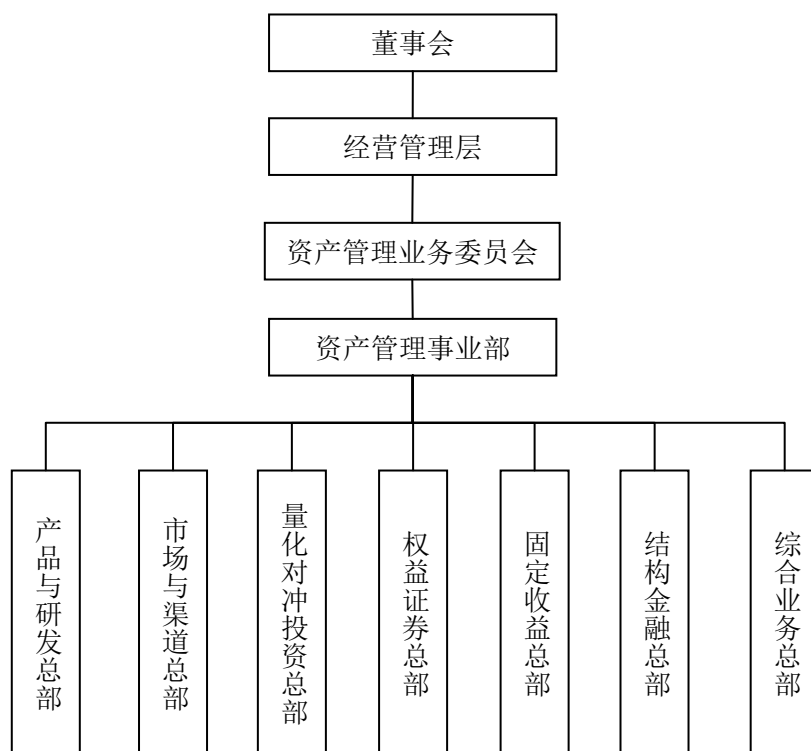 董事会
经营管理层
资产管理业务委员会
资产管理事业部
产品与研发总部
市场与渠道总部
量化对冲投资总部
权益证券总部
固定收益总部
结构金融总部
综合业务总部